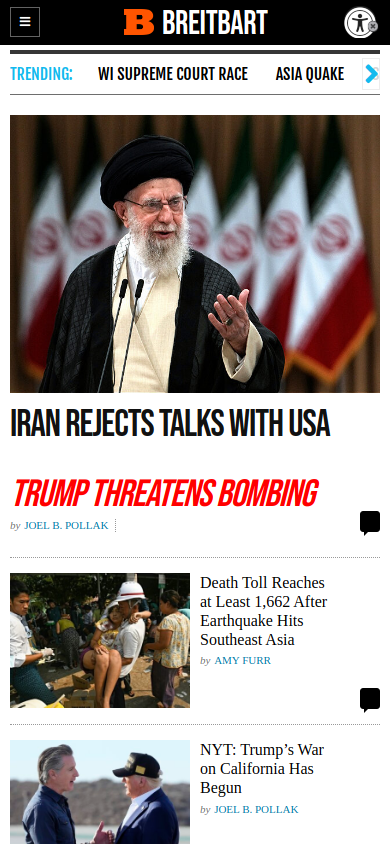 B BREITBART
TRENDING: WI SUPREME COURT RACE ASIA QUAKE
IRAN REJECTS TALKS WITH USA
TRUMP THREATENS BOMBING
by JOEL B. POLLAK
Death Toll Reaches
at Least 1,662 After
Earthquake Hits
Southeast Asia
by AMY FURR
NYT: Trump’s War
on California Has
Begun
by JOEL B. POLLAK